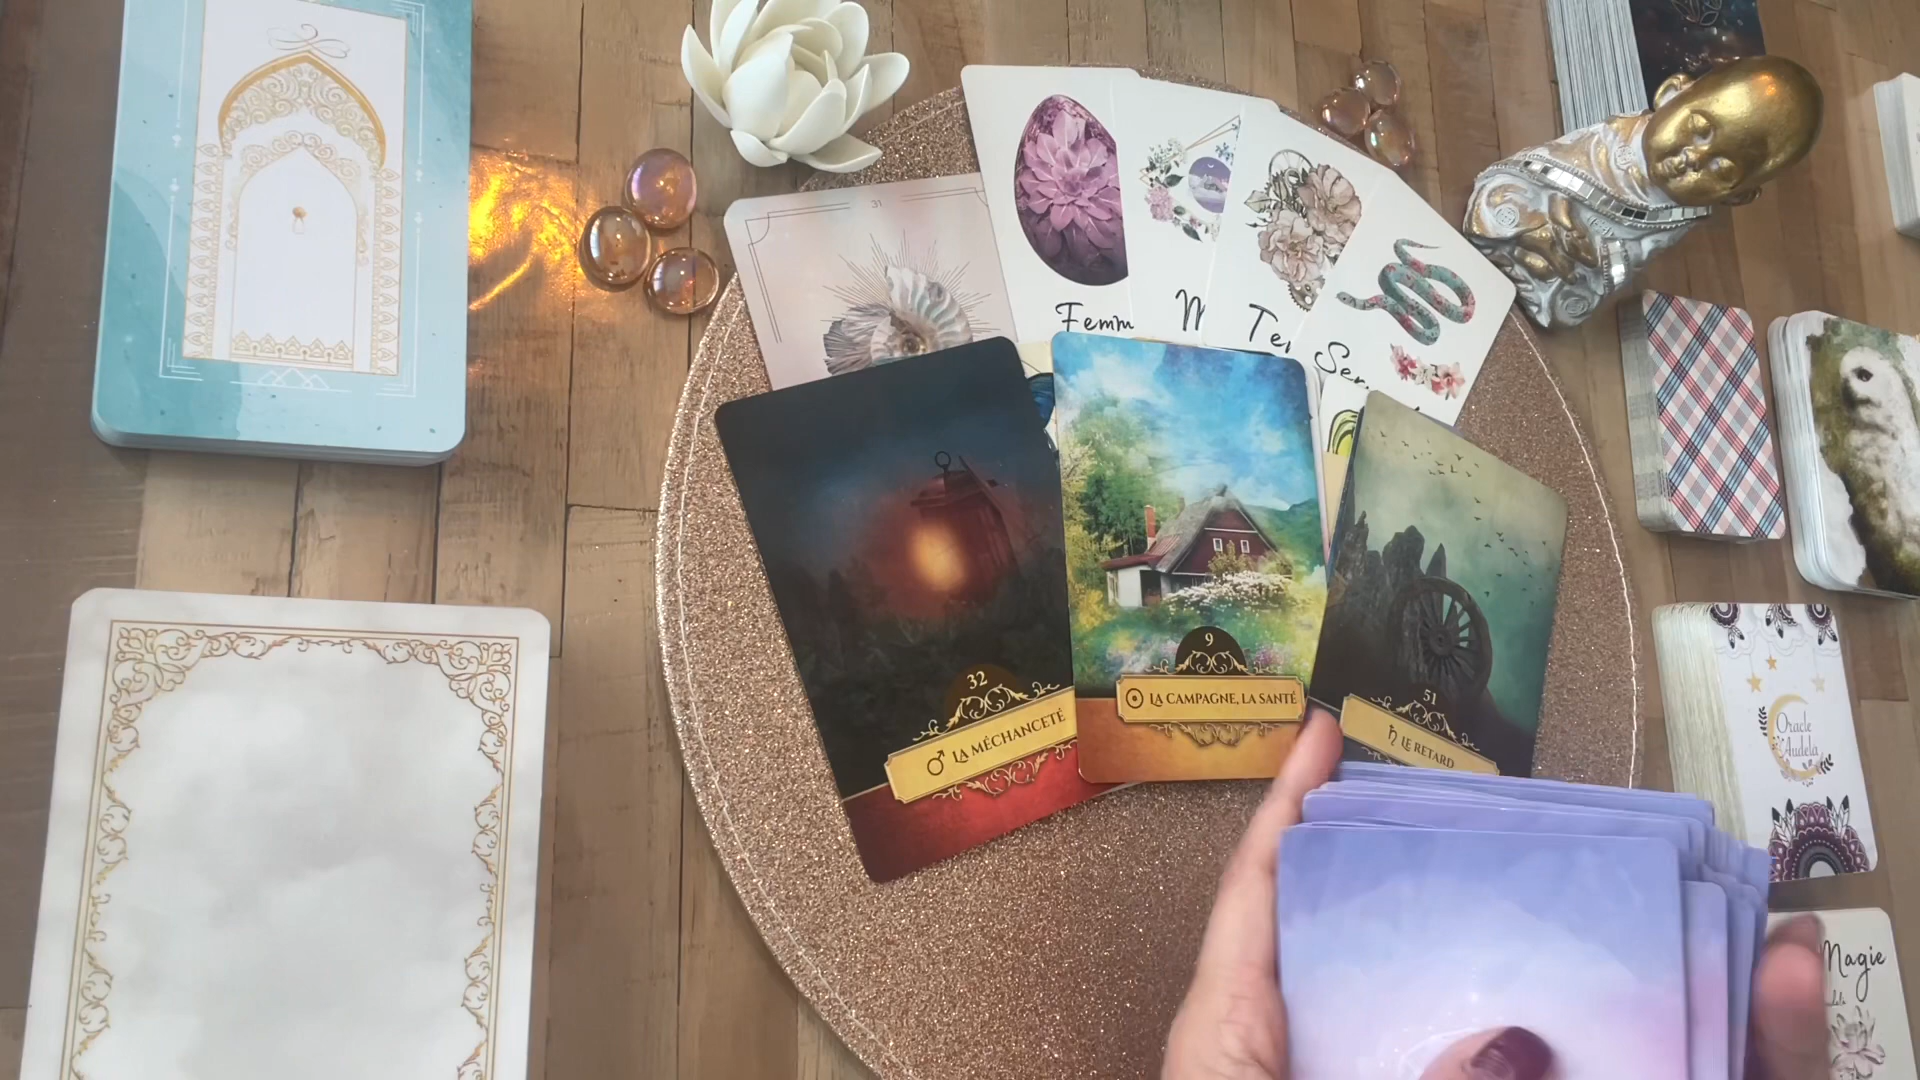 31
Femm
M
Te
Ser
32
♂ LA MÉCHANCETÉ
9
☉ LA CAMPAGNE, LA SANTÉ
51
♄ LE RETARD
Oracle
Audela
Magie